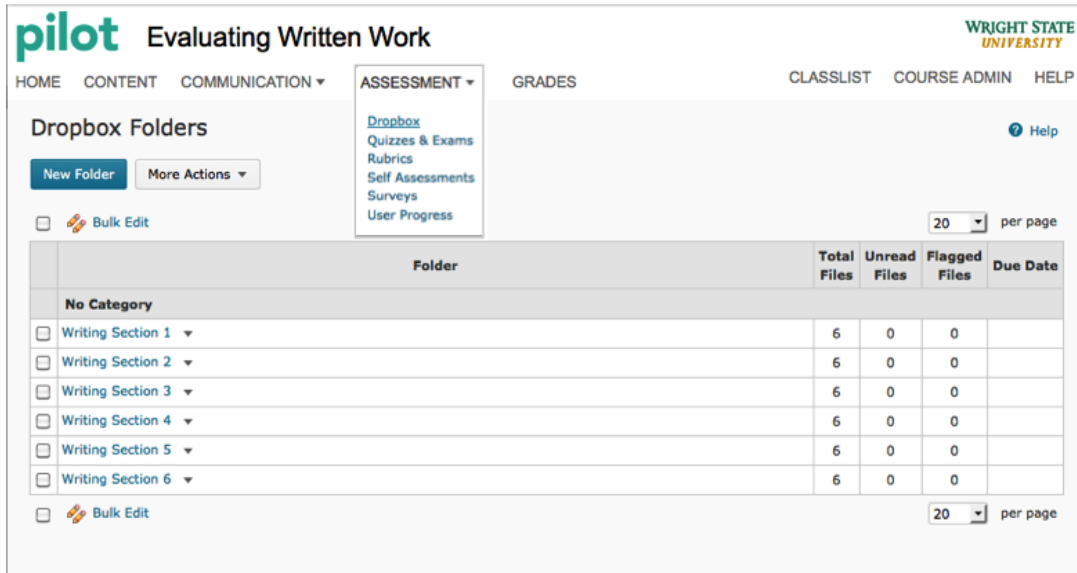 pilot Evaluating Written Work
WRIGHT STATE
UNIVERSITY
HOME CONTENT COMMUNICATION ASSESSMENT GRADES CLASSLIST COURSE ADMIN HELP
Dropbox
Quizzes & Exams
Rubrics
Self Assessments
Surveys
User Progress
Dropbox Folders
Help
New Folder More Actions
Bulk Edit
20 per page
Folder Total Files Unread Files Flagged Files Due Date
No Category
Writing Section 1 6 0 0
Writing Section 2 6 0 0
Writing Section 3 6 0 0
Writing Section 4 6 0 0
Writing Section 5 6 0 0
Writing Section 6 6 0 0
Bulk Edit
20 per page